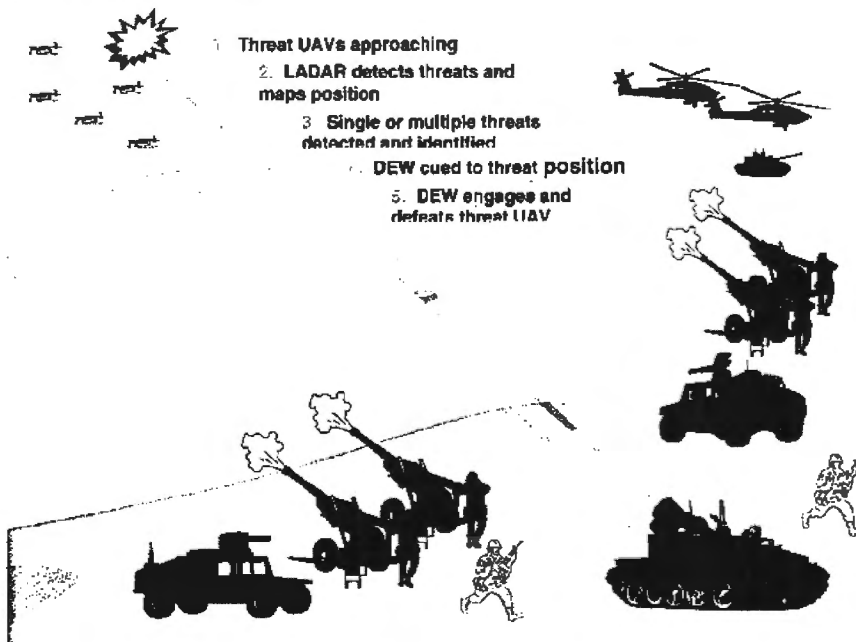 1. Threat UAVs approaching
2. LADAR detects threats and
maps position
3 Single or multiple threats
detected and identified
DEW cued to threat position
5. DEW engages and
defeats threat UAV